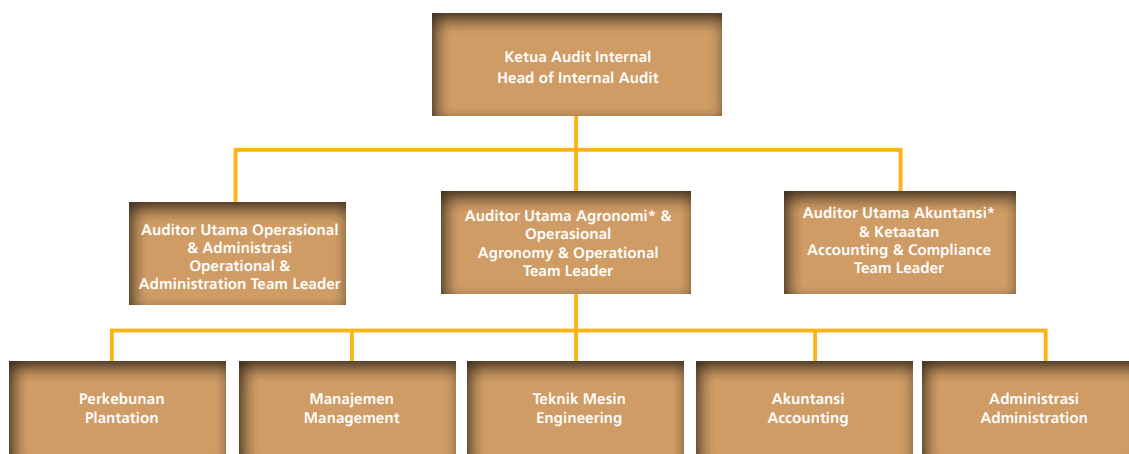 Ketua Audit Internal
Head of Internal Audit
Auditor Utama Operasional
& Administrasi
Operational &
Administration Team Leader
Auditor Utama Agronomi* &
Operasional
Agronomy & Operational
Team Leader
Auditor Utama Akuntansi*
& Ketaatan
Accounting & Compliance
Team Leader
Perkebunan
Plantation
Manajemen
Management
Teknik Mesin
Engineering
Akuntansi
Accounting
Administrasi
Administration